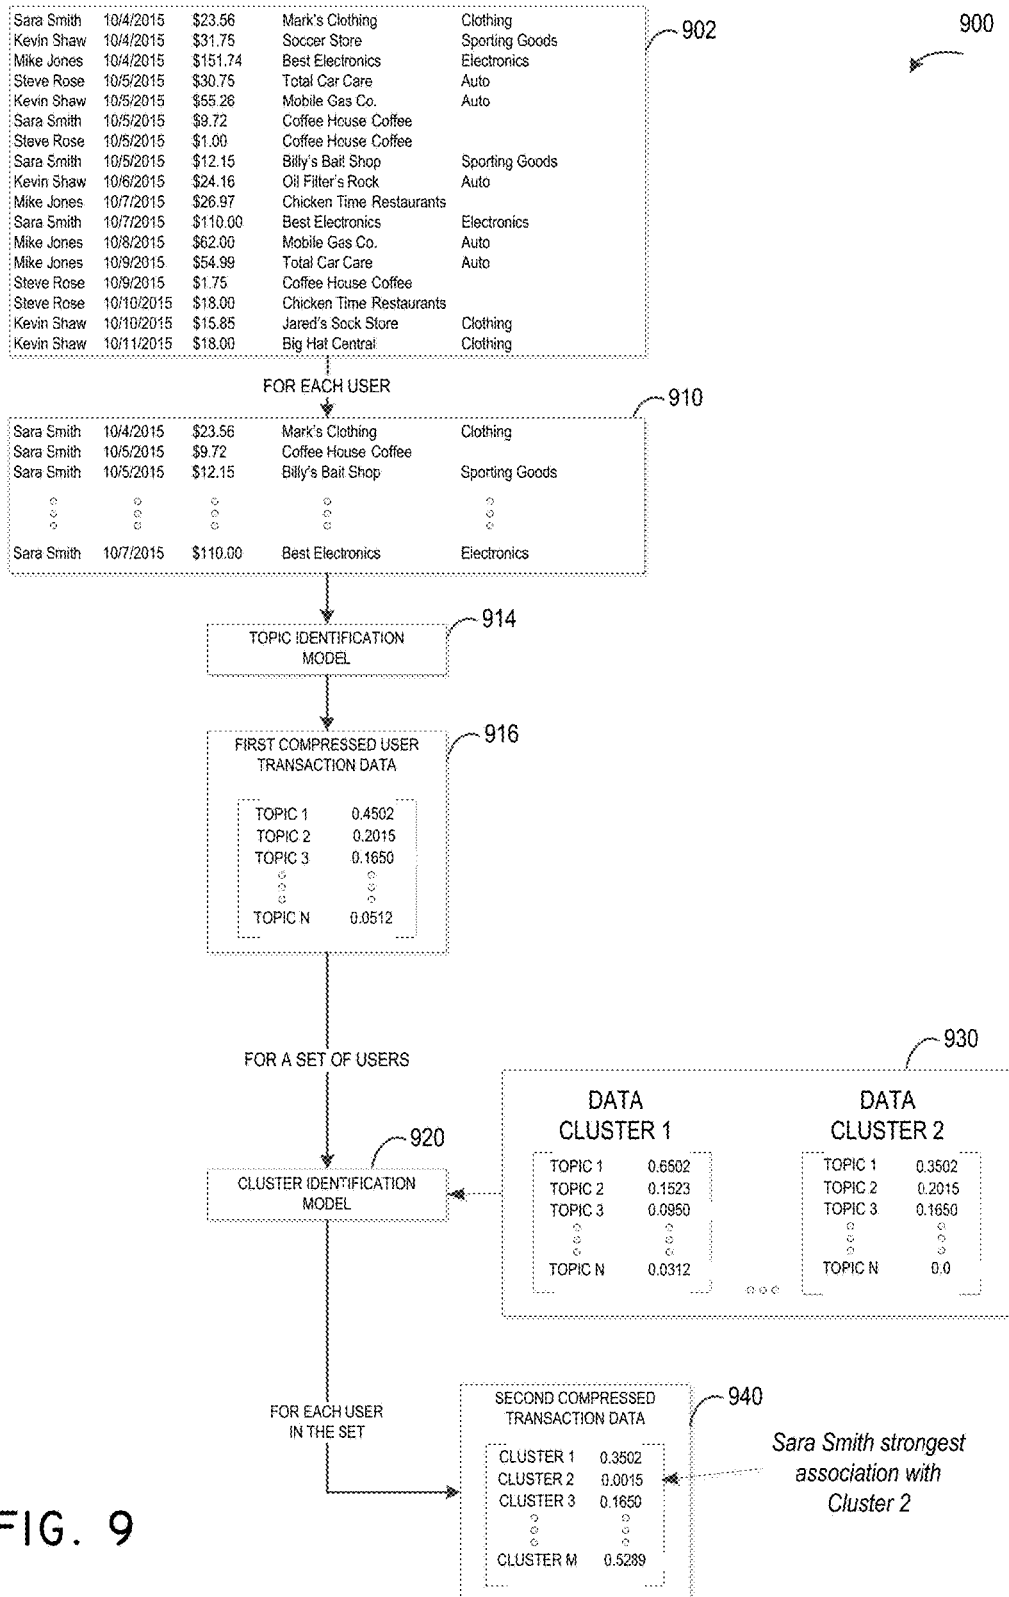 900
902
Sara Smith 10/4/2015 $23.56 Mark's Clothing Clothing
Kevin Shaw 10/4/2015 $31.75 Soccer Store Sporting Goods
Mike Jones 10/4/2015 $151.74 Best Electronics Electronics
Steve Rose 10/5/2015 $30.75 Total Car Care Auto
Kevin Shaw 10/5/2015 $55.26 Mobile Gas Co. Auto
Sara Smith 10/5/2015 $9.72 Coffee House Coffee
Steve Rose 10/5/2015 $1.00 Coffee House Coffee
Sara Smith 10/5/2015 $12.15 Billy's Bait Shop Sporting Goods
Kevin Shaw 10/6/2015 $24.16 Oil Filter's Rock Auto
Mike Jones 10/7/2015 $26.97 Chicken Time Restaurants
Sara Smith 10/7/2015 $110.00 Best Electronics Electronics
Mike Jones 10/8/2015 $62.00 Mobile Gas Co. Auto
Mike Jones 10/9/2015 $54.99 Total Car Care Auto
Steve Rose 10/9/2015 $1.75 Coffee House Coffee
Steve Rose 10/10/2015 $18.00 Chicken Time Restaurants
Kevin Shaw 10/10/2015 $15.85 Jared's Sock Store Clothing
Kevin Shaw 10/11/2015 $18.00 Big Hat Central Clothing
FOR EACH USER
910
Sara Smith 10/4/2015 $23.56 Mark's Clothing Clothing
Sara Smith 10/5/2015 $9.72 Coffee House Coffee
Sara Smith 10/5/2015 $12.15 Billy's Bait Shop Sporting Goods
Sara Smith 10/7/2015 $110.00 Best Electronics Electronics
914
TOPIC IDENTIFICATION
MODEL
916
FIRST COMPRESSED USER
TRANSACTION DATA
TOPIC 1 0.4502
TOPIC 2 0.2015
TOPIC 3 0.1650
TOPIC N 0.0512
FOR A SET OF USERS
920
CLUSTER IDENTIFICATION
MODEL
930
DATA
CLUSTER 1
TOPIC 1 0.6502
TOPIC 2 0.1523
TOPIC 3 0.0950
TOPIC N 0.0312
DATA
CLUSTER 2
TOPIC 1 0.3502
TOPIC 2 0.2015
TOPIC 3 0.1650
TOPIC N 0.0
FOR EACH USER
IN THE SET
940
SECOND COMPRESSED
TRANSACTION DATA
CLUSTER 1 0.3502
CLUSTER 2 0.0015
CLUSTER 3 0.1650
CLUSTER M 0.5289
Sara Smith strongest
association with
Cluster 2
FIG. 9